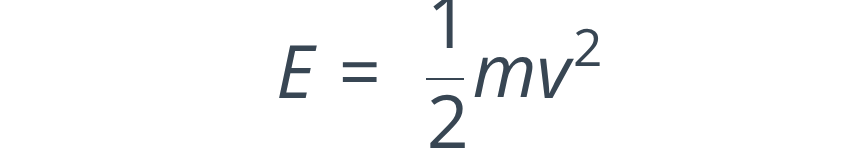 E = 1/2 mv²